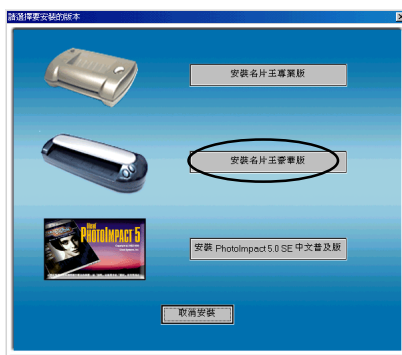 請選擇要安裝的版本
安裝名片王專業版
安裝名片王豪華版
PHOTOIMPACT 5
安裝 PhotoImpact 5.0 SE 中文普及版
取消安裝